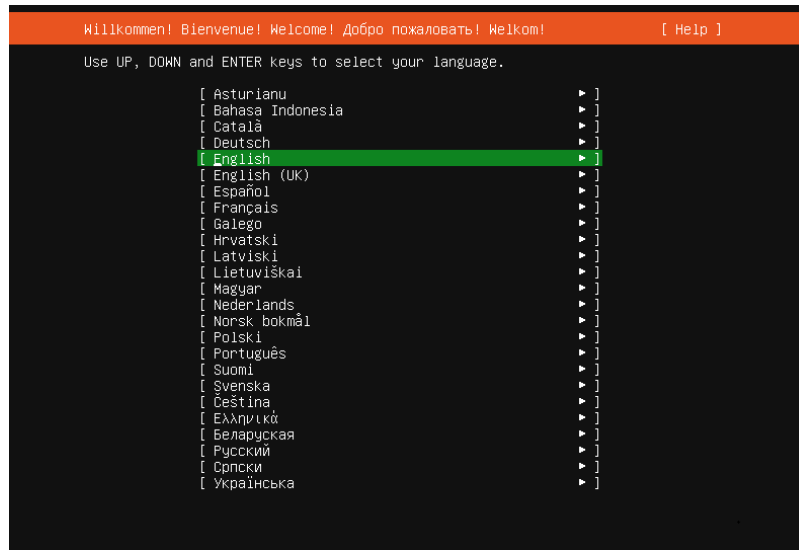 Willkommen! Bienvenue! Welcome! Добро пожаловать! Welkom! [ Help ]
Use UP, DOWN and ENTER keys to select your language.
[ Asturianu ► ]
[ Bahasa Indonesia ► ]
[ Català ► ]
[ Deutsch ► ]
[ English ► ]
[ English (UK) ► ]
[ Español ► ]
[ Français ► ]
[ Galego ► ]
[ Hrvatski ► ]
[ Latviski ► ]
[ Lietuviškai ► ]
[ Magyar ► ]
[ Nederlands ► ]
[ Norsk bokmål ► ]
[ Polski ► ]
[ Português ► ]
[ Suomi ► ]
[ Svenska ► ]
[ Čeština ► ]
[ Ελληνικά ► ]
[ Беларуская ► ]
[ Русский ► ]
[ Српски ► ]
[ Українська ► ]